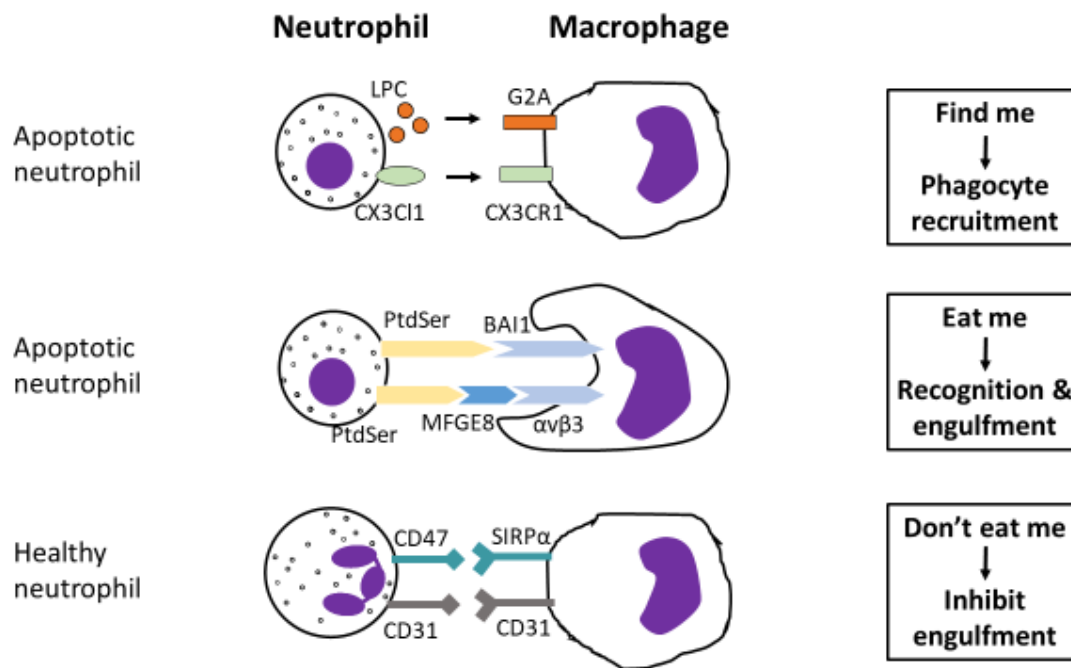 Neutrophil
Macrophage
Apoptotic
neutrophil
LPC
G2A
CX3Cl1
CX3CR1
Find me
Phagocyte
recruitment
Apoptotic
neutrophil
PtdSer
BAI1
PtdSer
MFGE8
αvβ3
Eat me
Recognition &
engulfment
Healthy
neutrophil
CD47
SIRPα
CD31
CD31
Don't eat me
Inhibit
engulfment